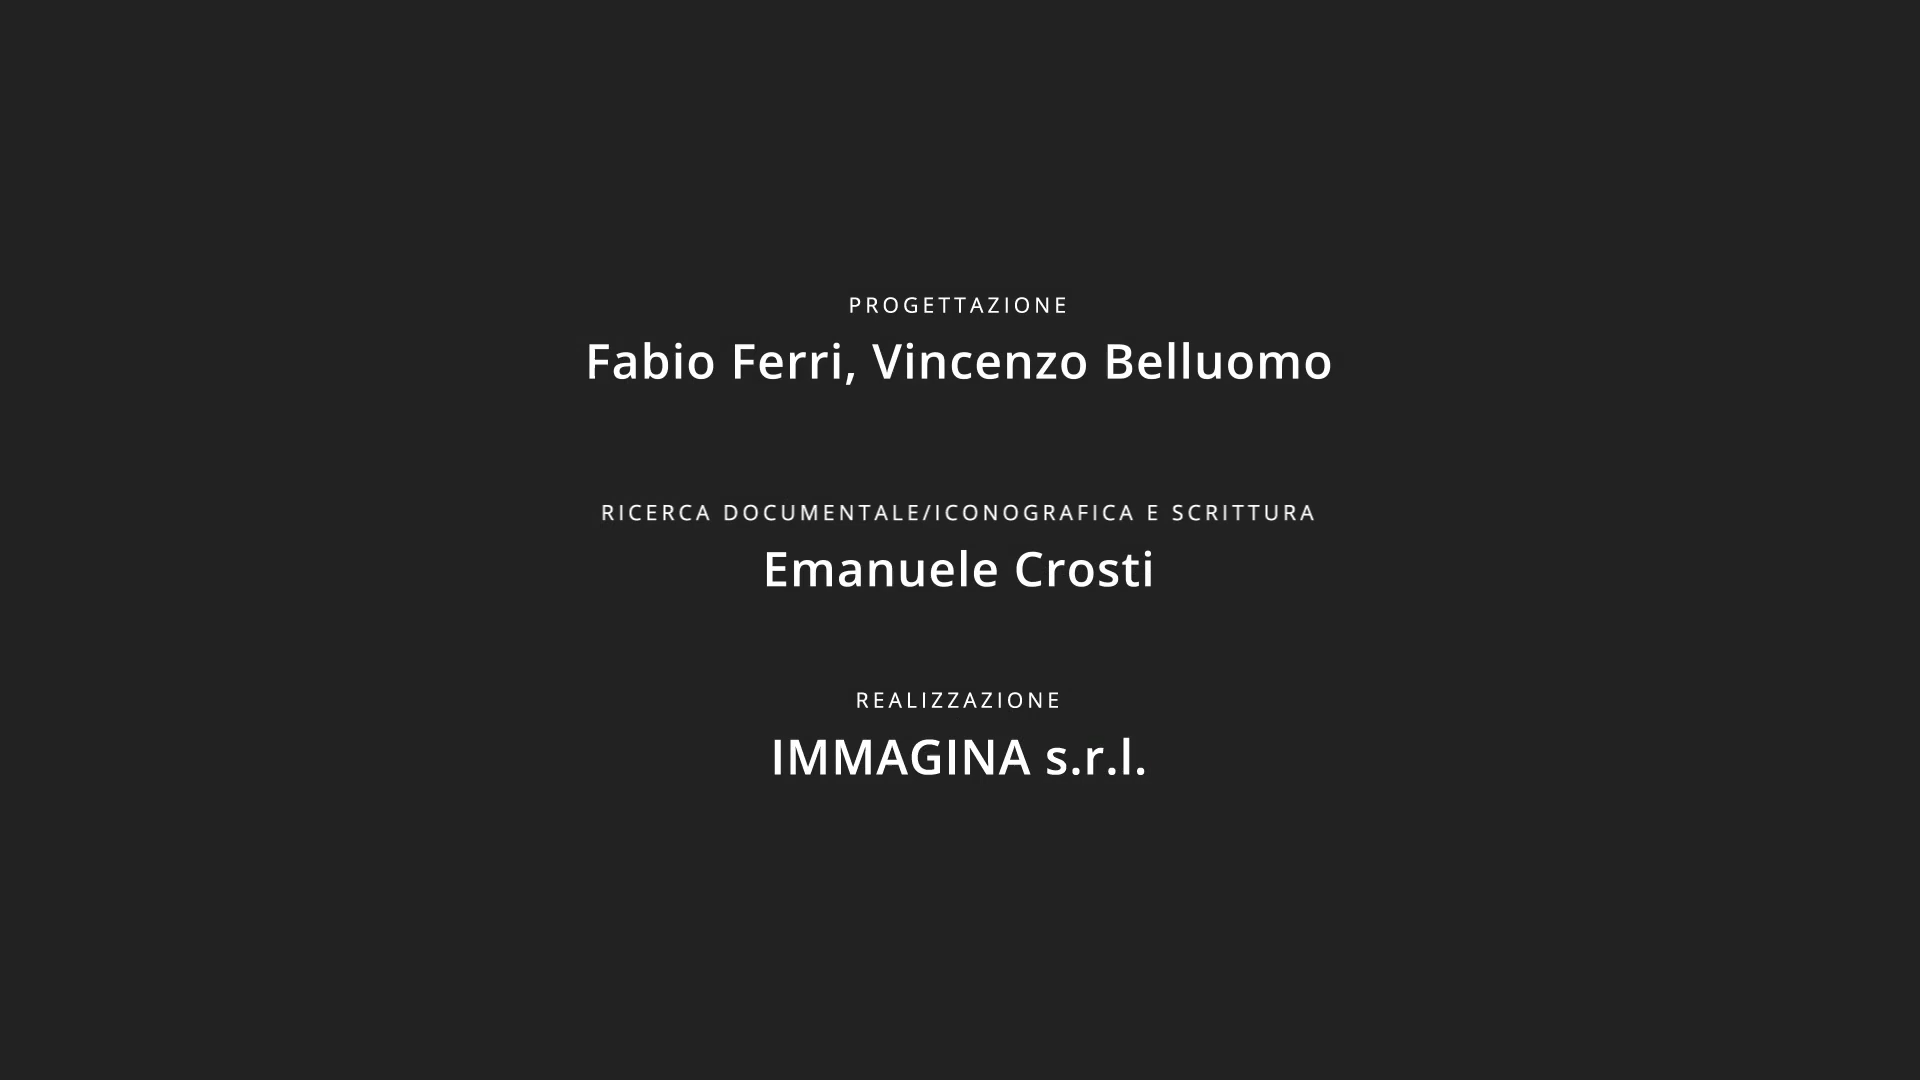 PROGETTAZIONE
Fabio Ferri, Vincenzo Belluomo
RICERCA DOCUMENTALE/ICONOGRAFICA E SCRITTURA
Emanuele Crosti
REALIZZAZIONE
IMMAGINA s.r.l.